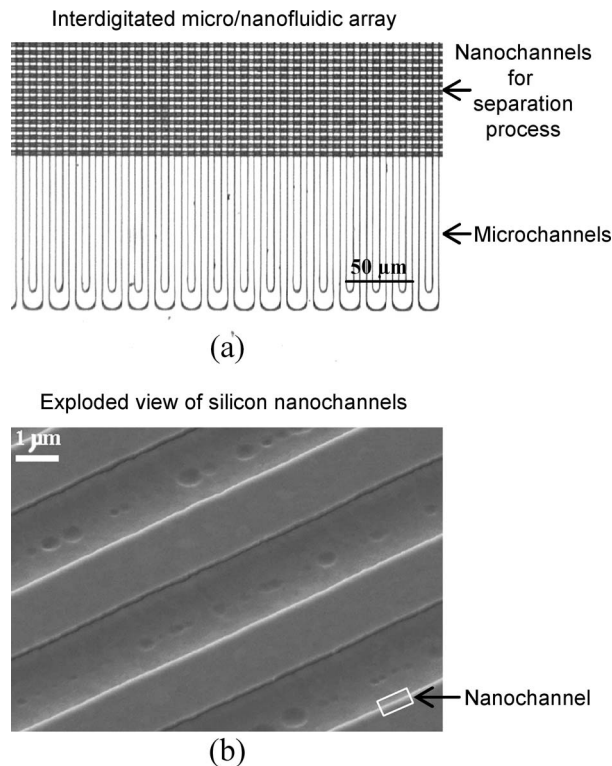 Interdigitated micro/nanofluidic array
Nanochannels
for
separation
process
Microchannels
50 µm
(a)
Exploded view of silicon nanochannels
1 µm
Nanochannel
(b)